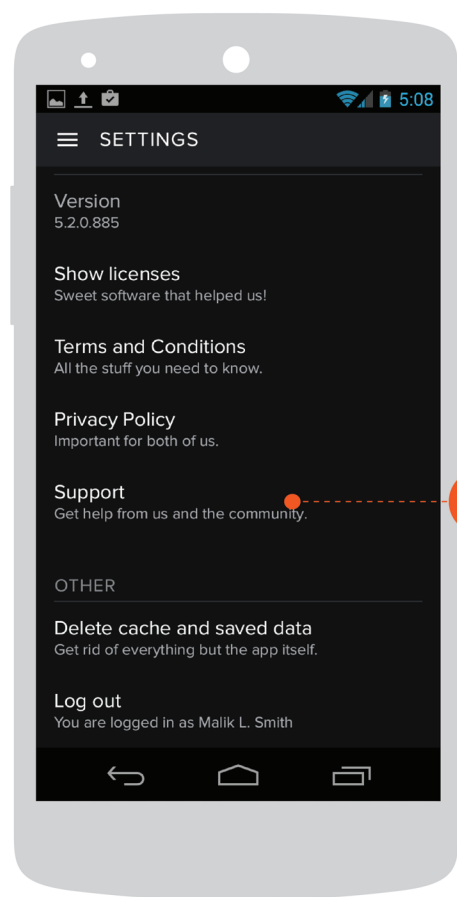 5:08
SETTINGS
Version
5.2.0.885
Show licenses
Sweet software that helped us!
Terms and Conditions
All the stuff you need to know.
Privacy Policy
Important for both of us.
Support
Get help from us and the community.
OTHER
Delete cache and saved data
Get rid of everything but the app itself.
Log out
You are logged in as Malik L. Smith